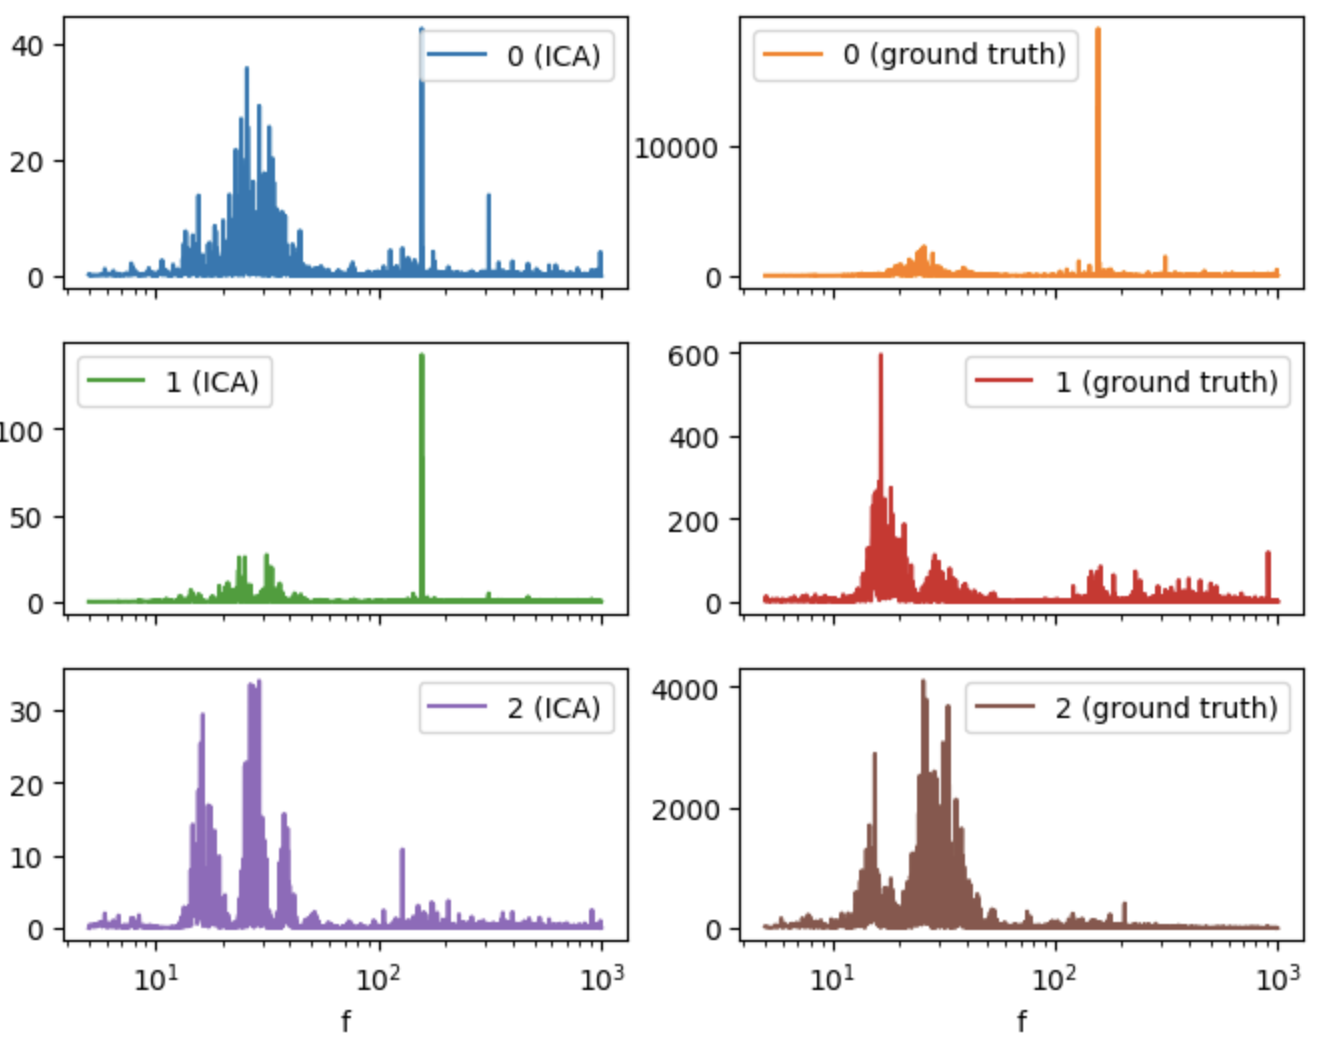 40
20
0
0 (ICA)
10000
0
0 (ground truth)
100
50
0
1 (ICA)
600
400
200
0
1 (ground truth)
30
20
10
0
2 (ICA)
4000
2000
0
2 (ground truth)
10¹ 10² 10³
f
10¹ 10² 10³
f